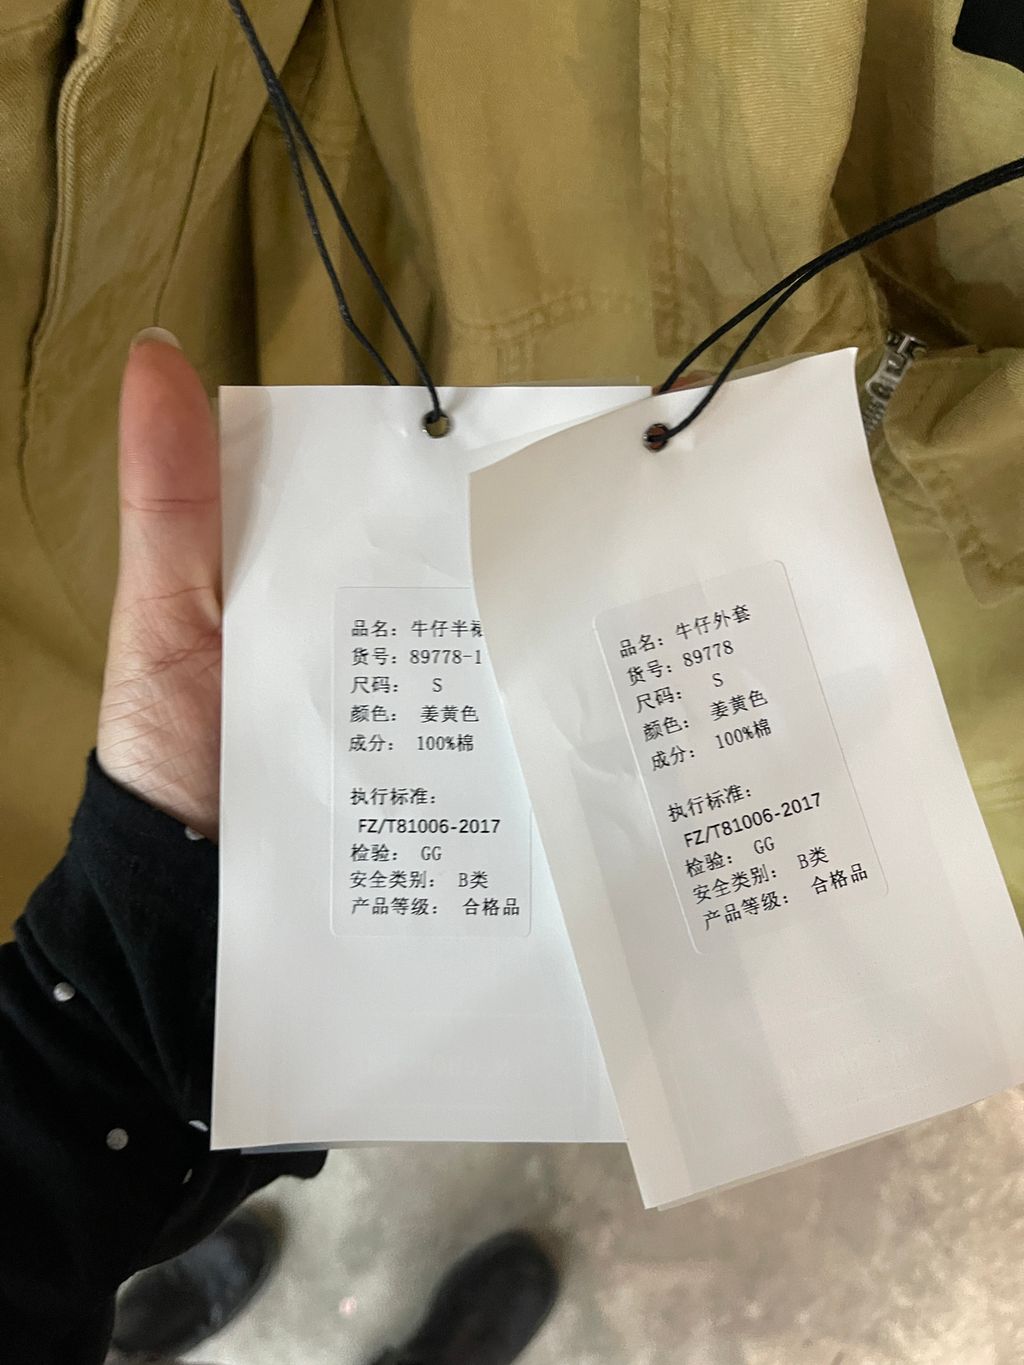 品名：牛仔半裙
货号：89778-1
尺码： S
颜色： 姜黄色
成分： 100%棉
执行标准：
FZ/T81006-2017
检验： GG
安全类别： B类
产品等级： 合格品
品名：牛仔外套
货号：89778
尺码： S
颜色： 姜黄色
成分： 100%棉
执行标准：
FZ/T81006-2017
检验： GG
安全类别： B类
产品等级： 合格品